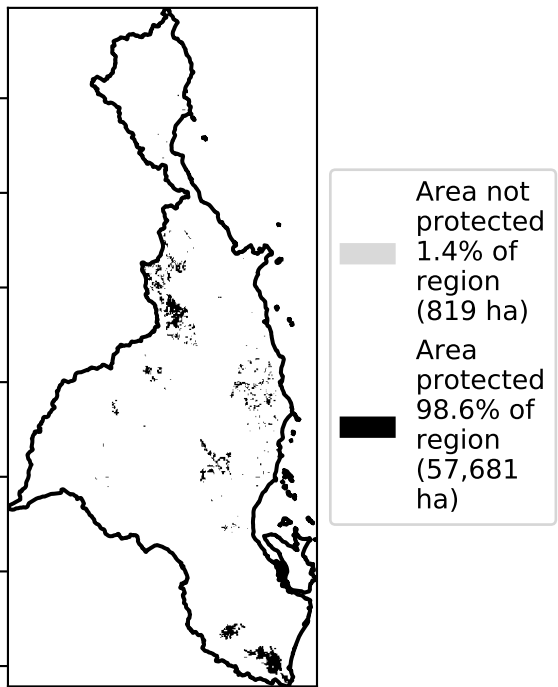 Area not
protected
1.4% of
region
(819 ha)
Area
protected
98.6% of
region
(57,681
ha)